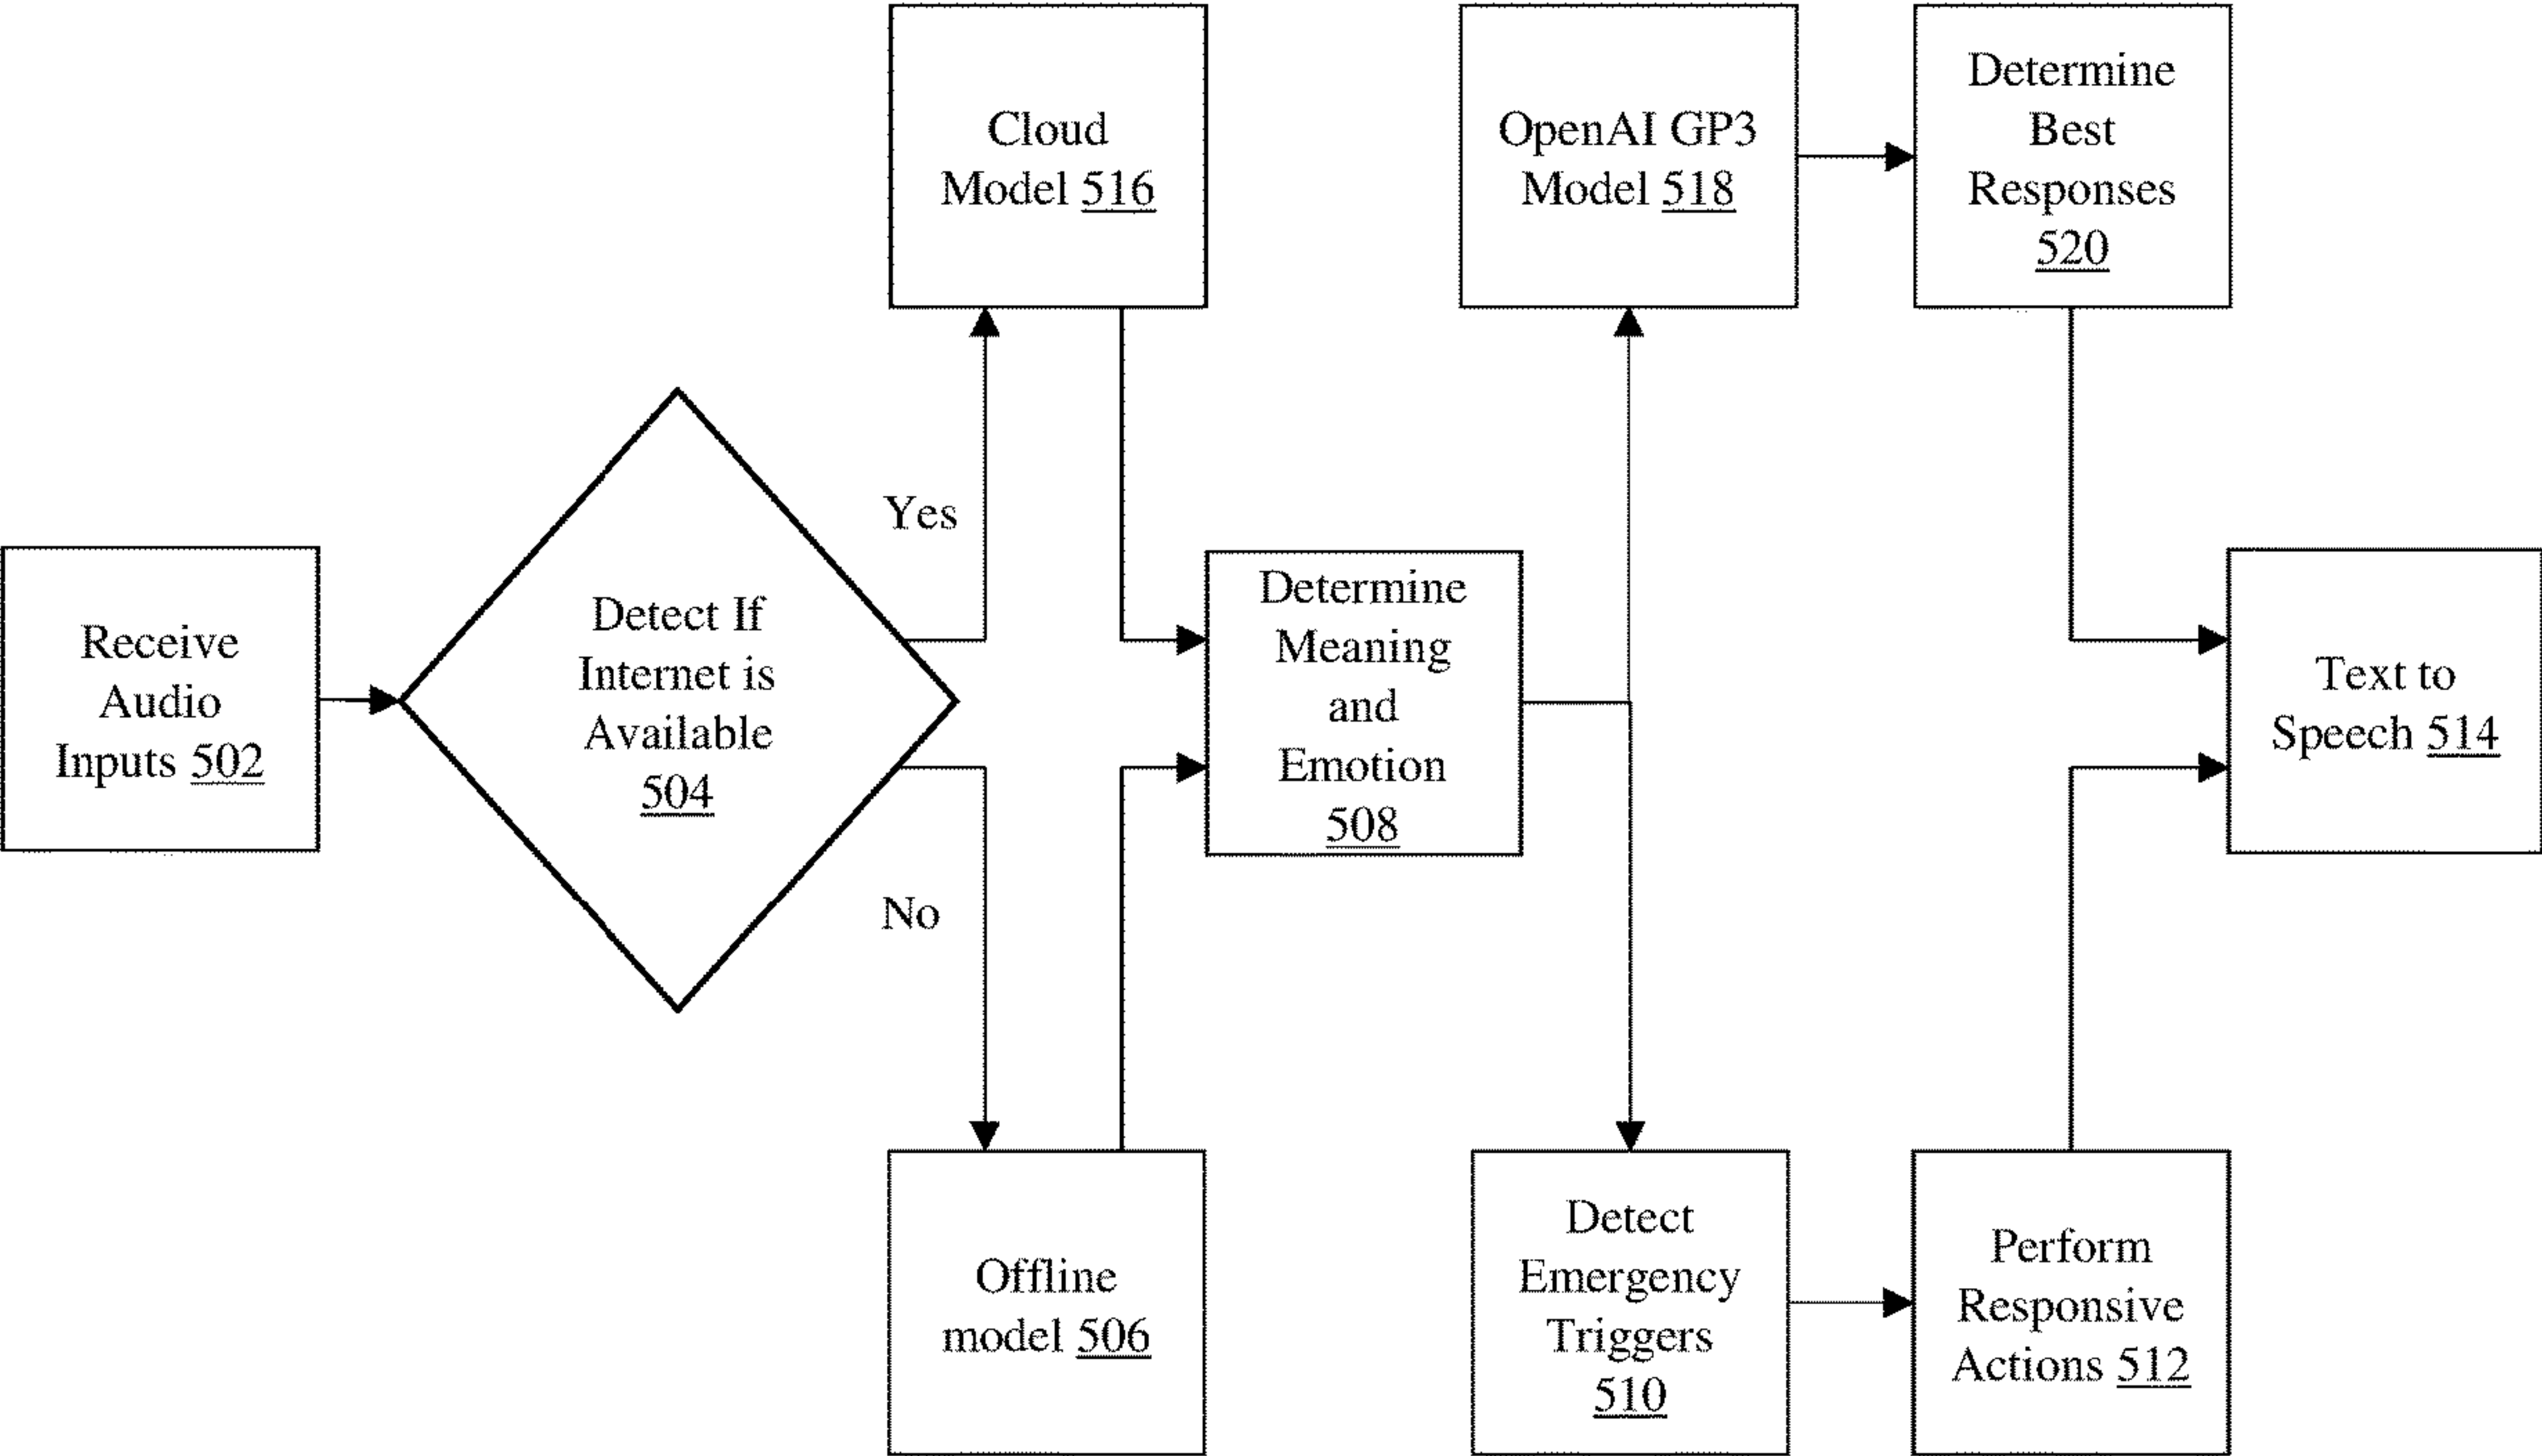 Receive
Audio
Inputs 502
Detect If
Internet is
Available
504
Yes
No
Cloud
Model 516
Offline
model 506
Determine
Meaning
and
Emotion
508
OpenAI GP3
Model 518
Detect
Emergency
Triggers
510
Determine
Best
Responses
520
Perform
Responsive
Actions 512
Text to
Speech 514